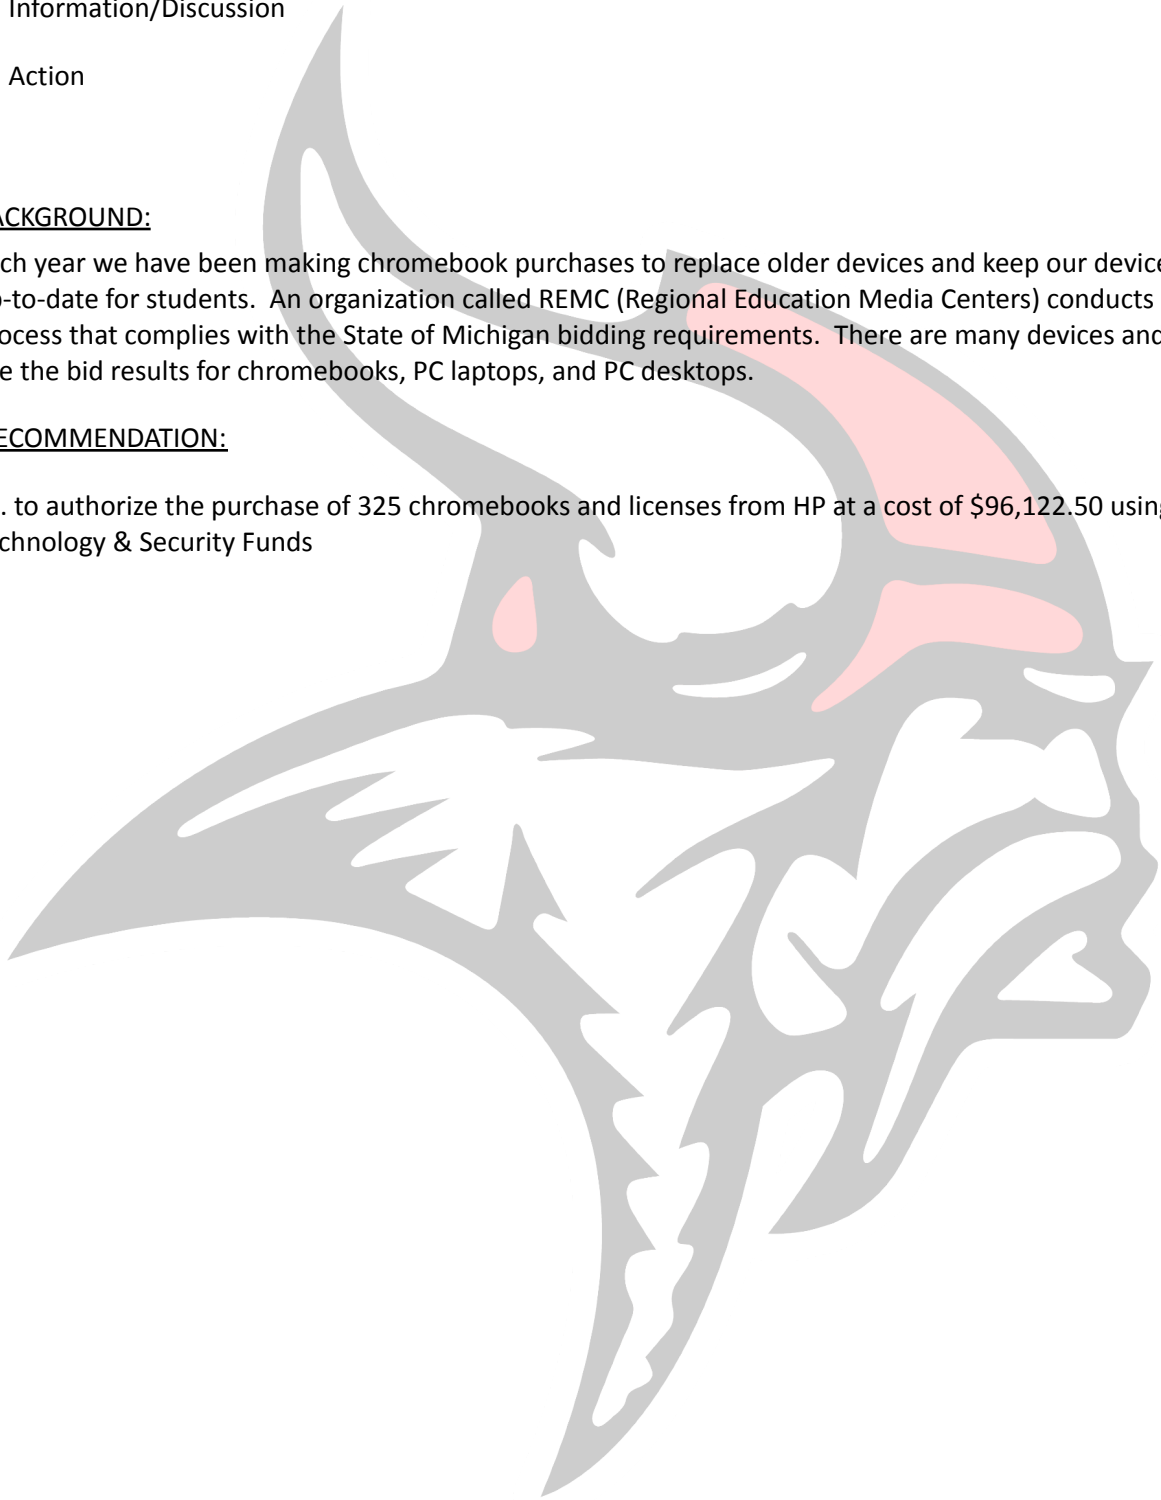 Information/Discussion
Action
ACKGROUND:
ch year we have been making chromebook purchases to replace older devices and keep our device
-to-date for students.  An organization called REMC (Regional Education Media Centers) conducts
ocess that complies with the State of Michigan bidding requirements.  There are many devices and
e the bid results for chromebooks, PC laptops, and PC desktops.
ECOMMENDATION:
. to authorize the purchase of 325 chromebooks and licenses from HP at a cost of $96,122.50 using
chnology & Security Funds